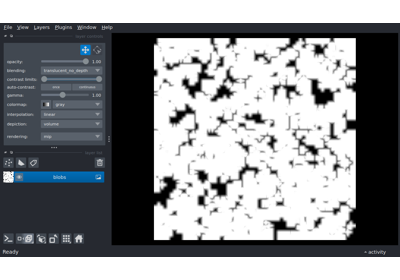 File View Layers Plugins Window Help
opacity: 1.00
blending: translucent_no_depth
contrast limits:
auto-contrast: once continuous
gamma: 1.00
colormap: gray
interpolation: linear
depiction: volume
rendering: mip
blobs
Ready
activity